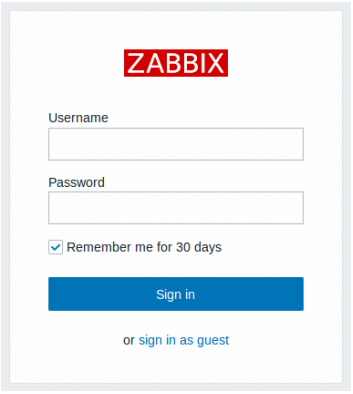 ZABBIX
Username
Password
Remember me for 30 days
Sign in
or sign in as guest